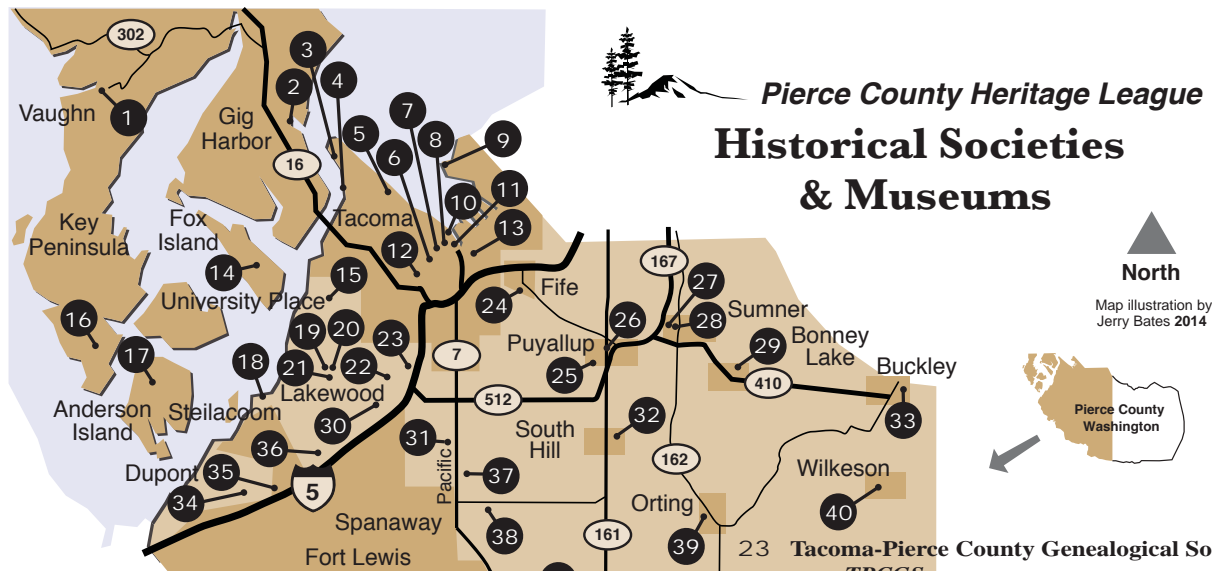 Pierce County Heritage League
Historical Societies
& Museums
North
Map illustration by
Jerry Bates 2014
Pierce County
Washington
302
3
2
4
7
8
5
6
9
1
Vaughn
Gig
Harbor
16
11
10
13
Tacoma
Key
Peninsula
Fox
Island
12
14
15
University Place
167
27
Sumner
28
24
Fife
26
Puyallup
25
Bonney
Lake
29
Buckley
410
33
16
17
18
19
20
21
22
23
7
Lakewood
Anderson
Island
Steilacoom
30
512
31
South
Hill
32
162
Wilkeson
40
36
Dupont
35
34
5
Pacific
37
Spanaway
Fort Lewis
38
161
Orting
39
23 Tacoma-Pierce County Genealogical So